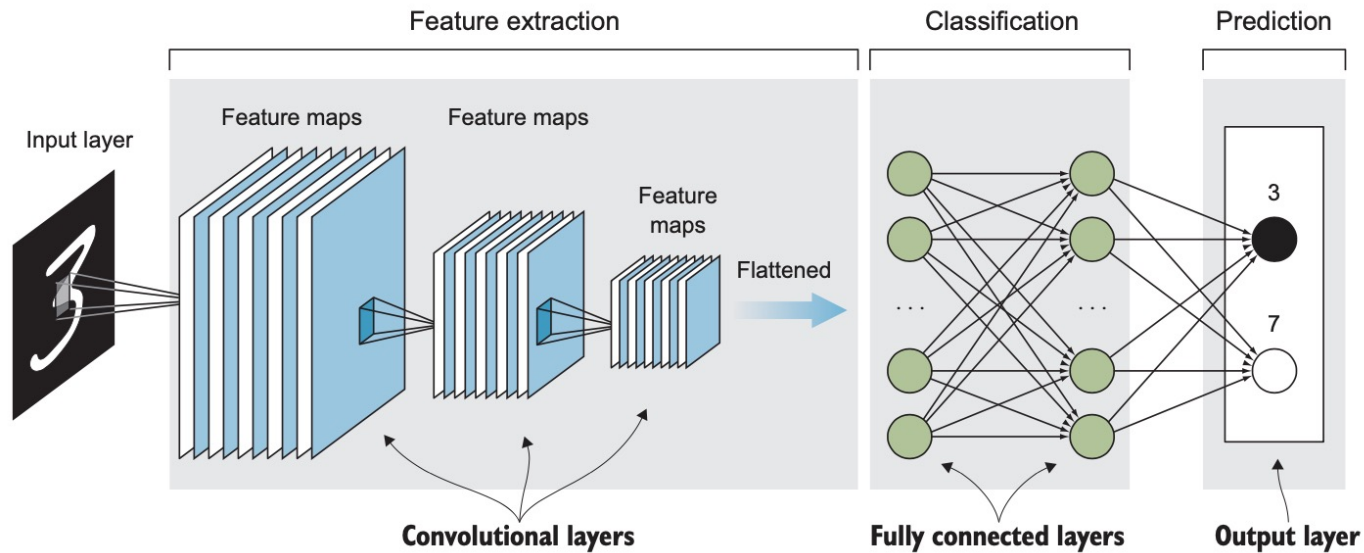 Feature extraction
Classification
Prediction
Input layer
Feature maps
Feature maps
Feature
maps
Flattened
3
7
. . .
. . .
Convolutional layers
Fully connected layers
Output layer